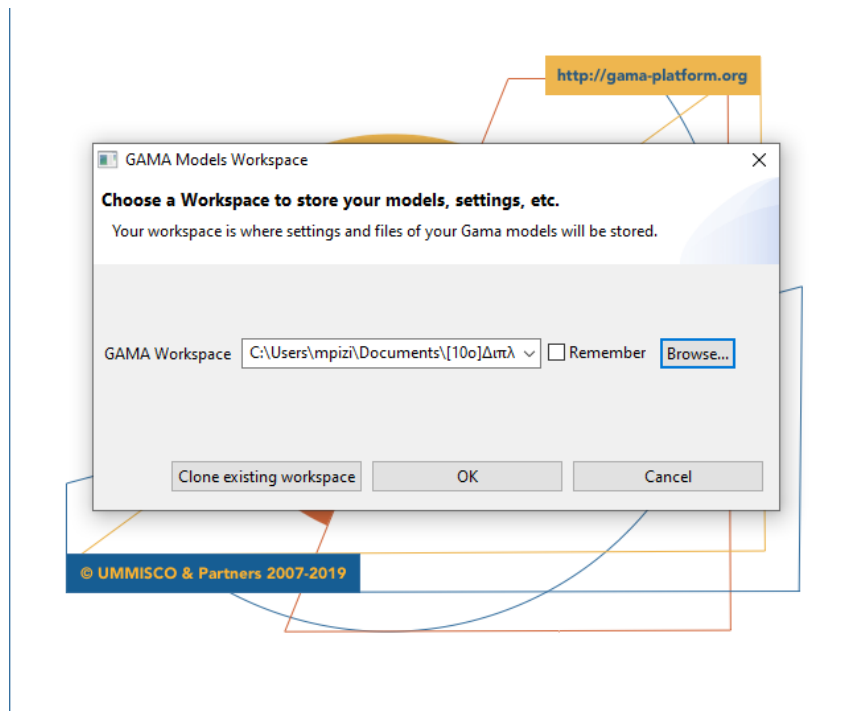 http://gama-platform.org
GAMA Models Workspace
Choose a Workspace to store your models, settings, etc.
Your workspace is where settings and files of your Gama models will be stored.
GAMA Workspace C:\Users\mpizi\Documents\[10ο]Διπλ Remember Browse...
Clone existing workspace OK Cancel
© UMMISCO & Partners 2007-2019